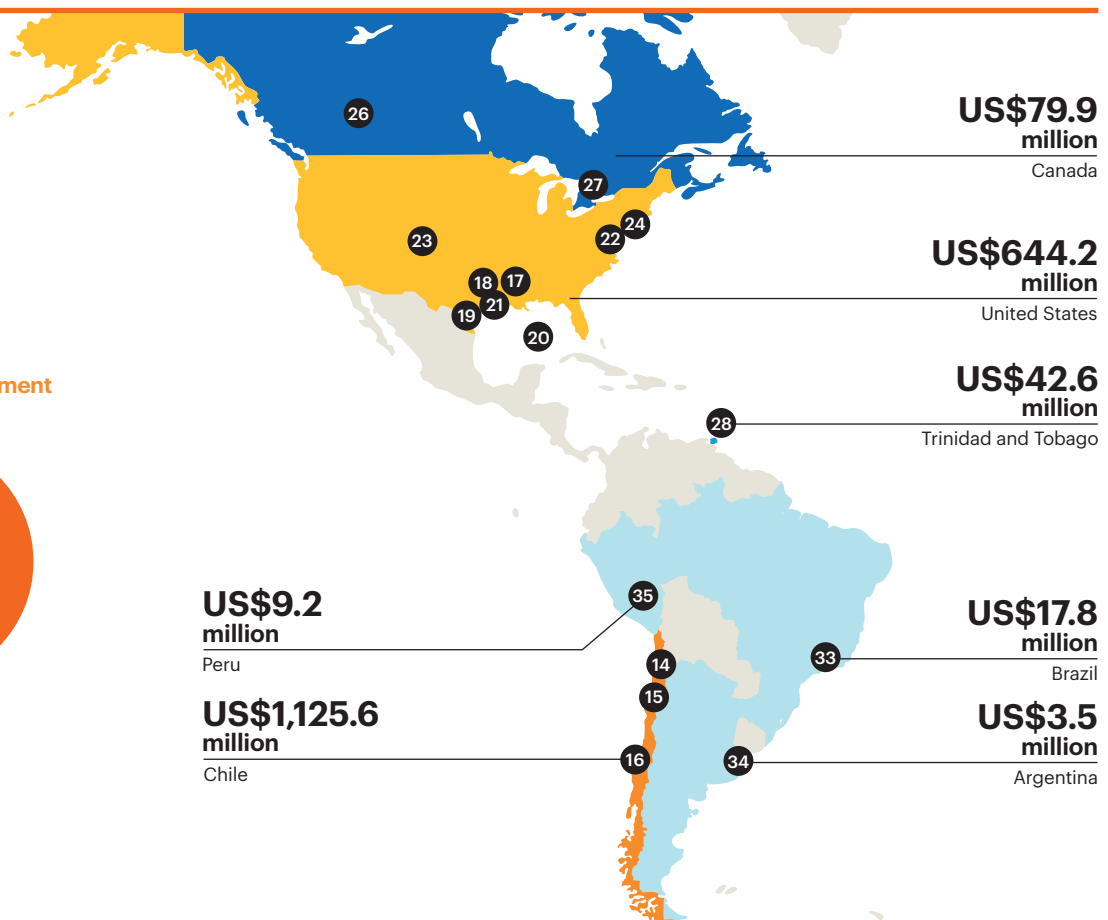 26
US$79.9
million
Canada
27
24
22
23
US$644.2
million
United States
18
17
21
19
20
ment
US$42.6
million
Trinidad and Tobago
28
35
US$9.2
million
Peru
US$17.8
million
Brazil
33
14
15
US$1,125.6
million
Chile
16
US$3.5
million
Argentina
34